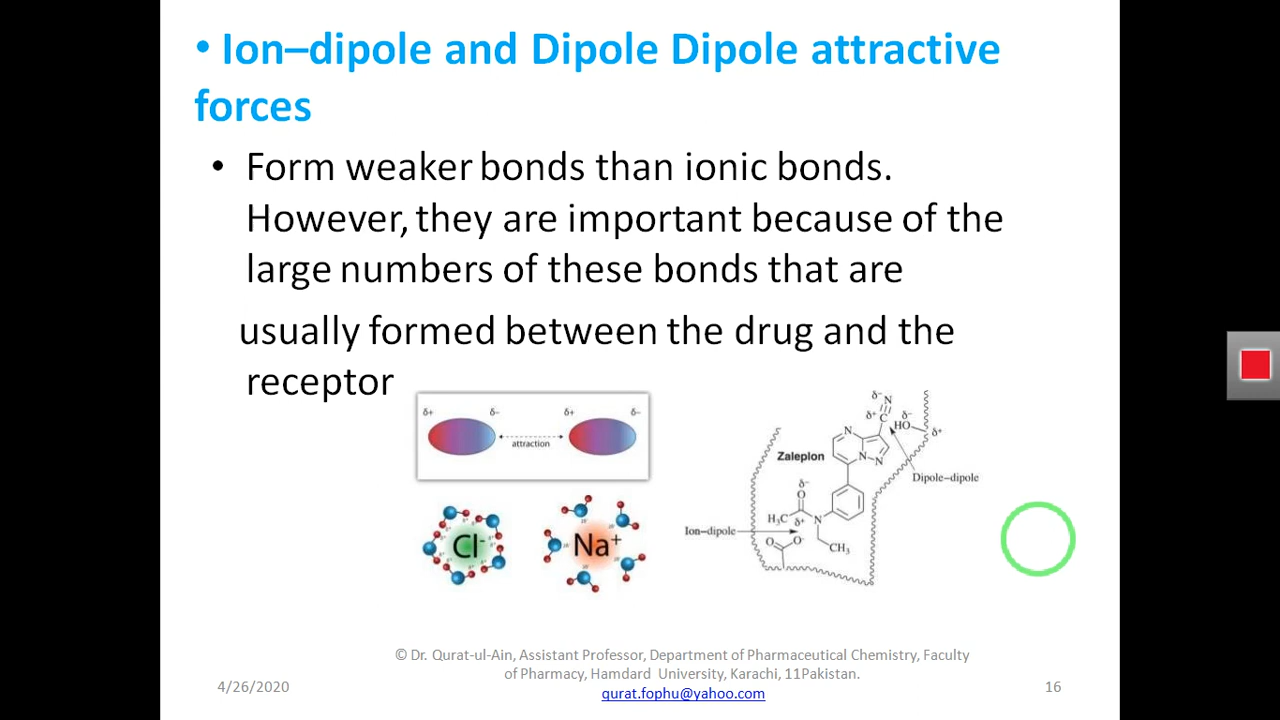 • Ion–dipole and Dipole Dipole attractive
forces
• Form weaker bonds than ionic bonds.
However, they are important because of the
large numbers of these bonds that are
usually formed between the drug and the
receptor
δ+ δ- δ+ δ-
attraction
Cl-
Na+
δ- N
δ+ C
δ-
HO
δ+
N
N
N
Zaleplon
Dipole–dipole
δ-
O
H3C
δ+
N
Ion–dipole
O O-
CH3
© Dr. Qurat-ul-Ain, Assistant Professor, Department of Pharmaceutical Chemistry, Faculty
of Pharmacy, Hamdard University, Karachi, 11Pakistan.
qurat.fophu@yahoo.com
4/26/2020
16